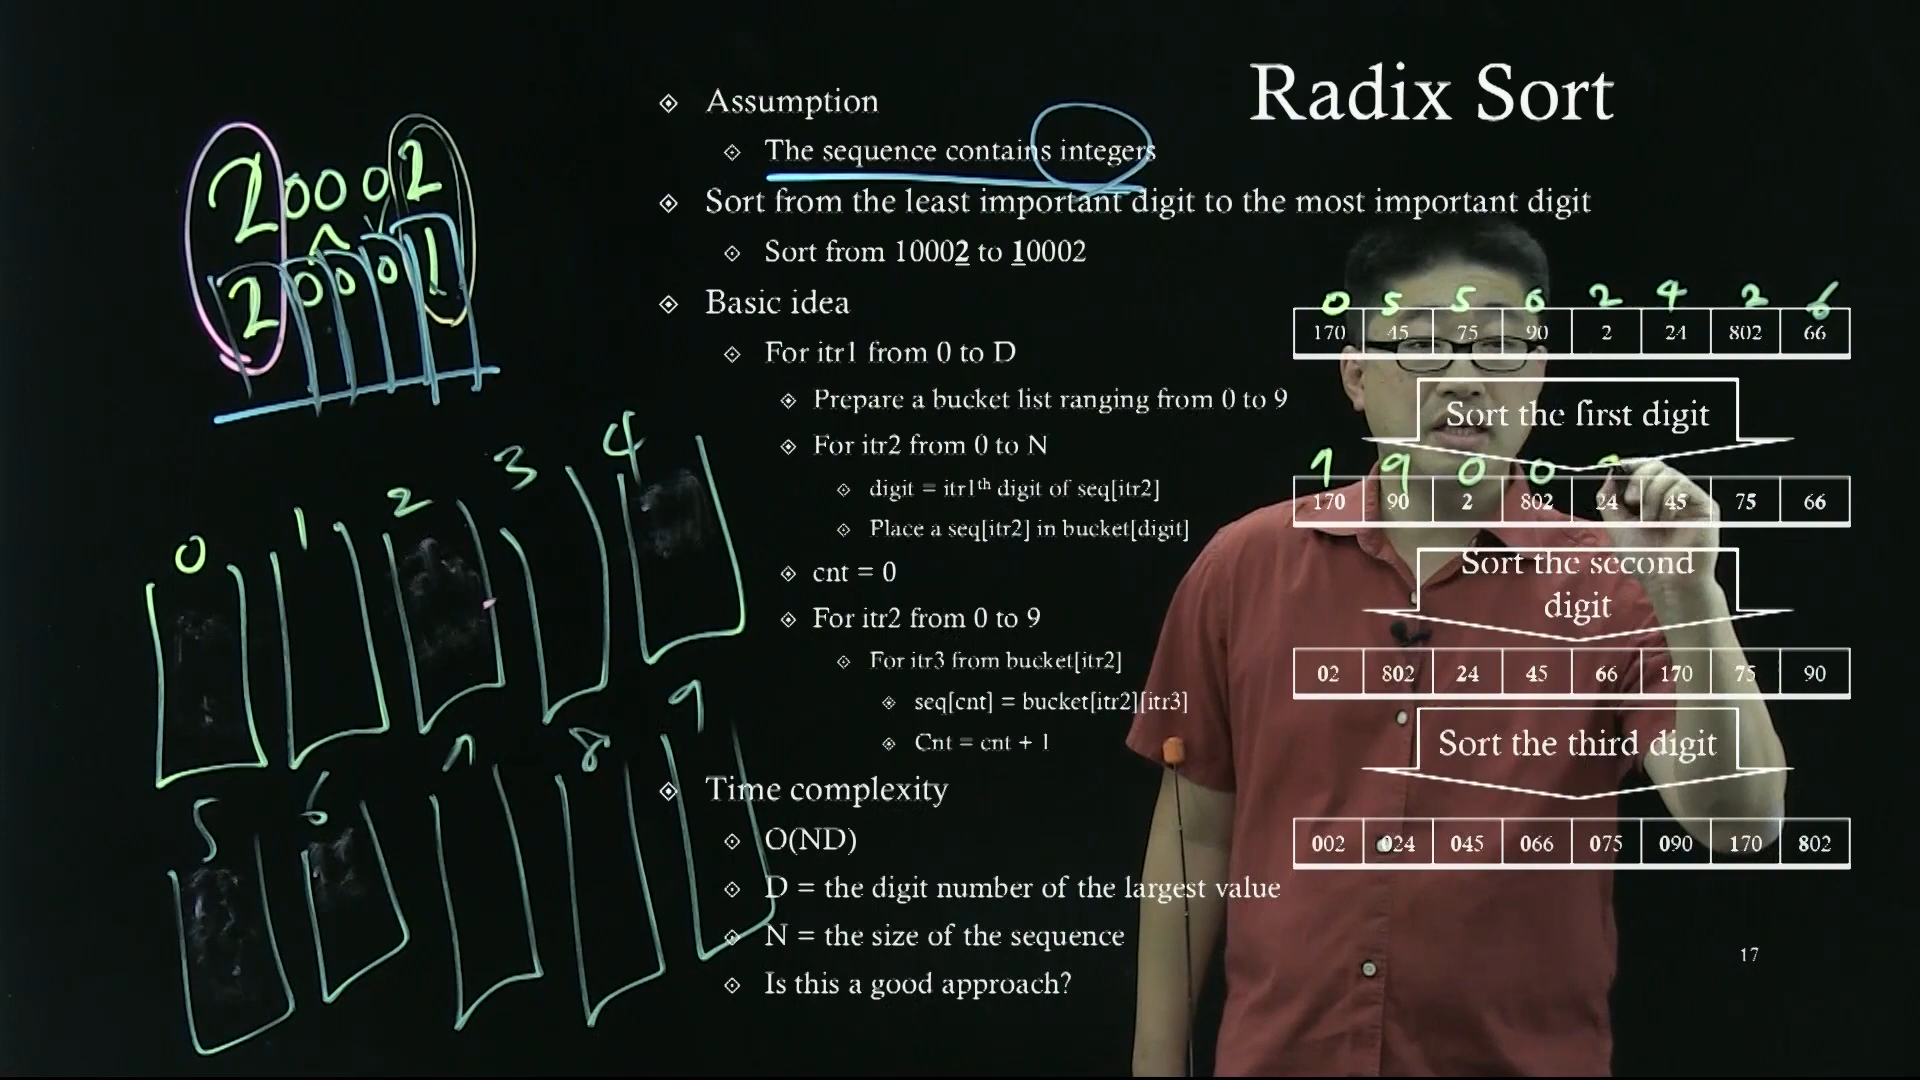 Radix Sort
Assumption
The sequence contains integers
Sort from the least important digit to the most important digit
Sort from 10002 to 10002
Basic idea
For itr1 from 0 to D
Prepare a bucket list ranging from 0 to 9
For itr2 from 0 to N
digit = itr1th digit of seq[itr2]
Place a seq[itr2] in bucket[digit]
cnt = 0
For itr2 from 0 to 9
For itr3 from bucket[itr2]
seq[cnt] = bucket[itr2][itr3]
Cnt = cnt + 1
Time complexity
O(ND)
D = the digit number of the largest value
N = the size of the sequence
Is this a good approach?
20002
20001
0 1 2 3 4
5 6 7 8 9
0 5 5 0 2 4 2 6
170 45 75 90 2 24 802 66
Sort the first digit
7 9 0 0
170 90 2 802 24 45 75 66
Sort the second
digit
02 802 24 45 66 170 75 90
Sort the third digit
002 024 045 066 075 090 170 802
17